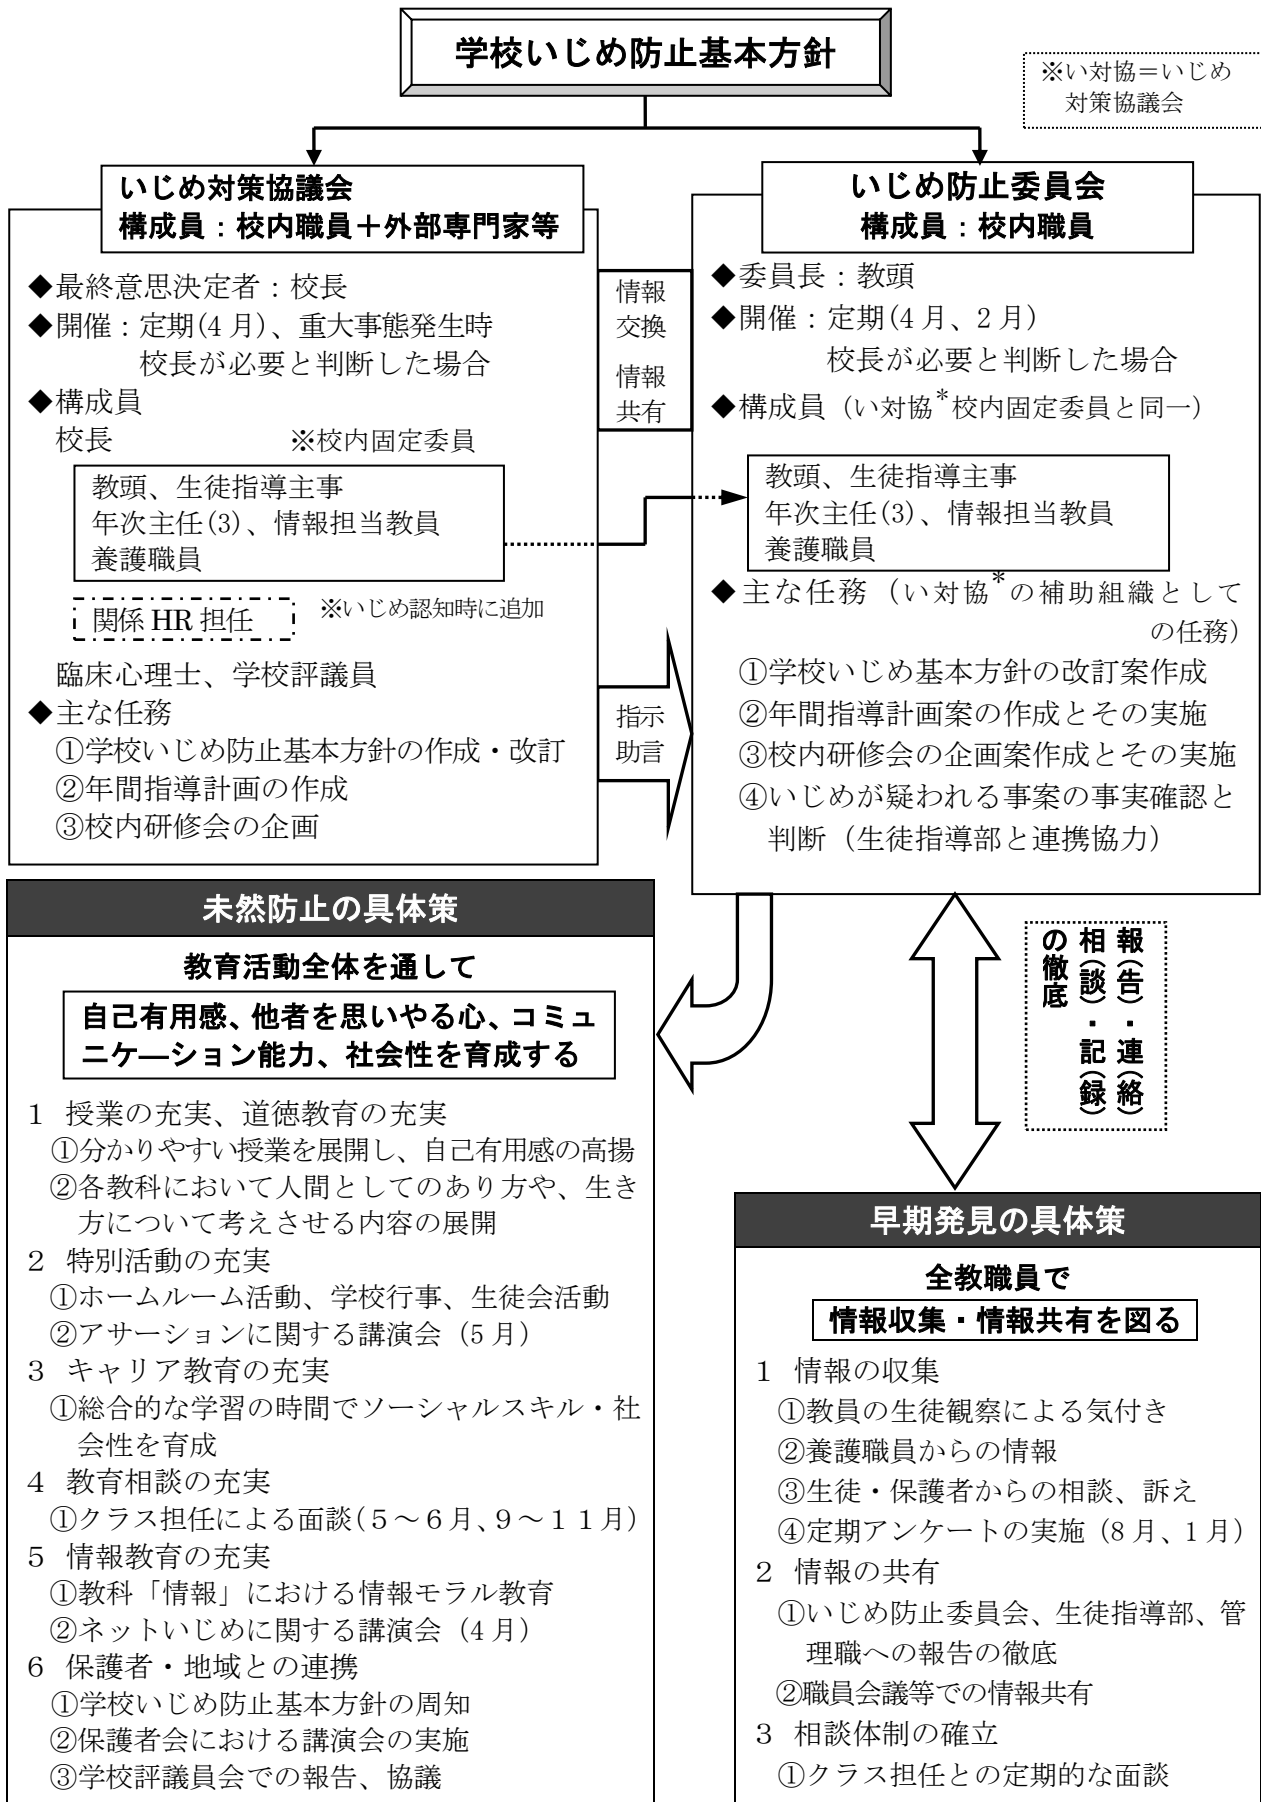 学校いじめ防止基本方針
※い対協＝いじめ
対策協議会
いじめ対策協議会
構成員：校内職員＋外部専門家等
◆最終意思決定者：校長
◆開催：定期(4月)、重大事態発生時
校長が必要と判断した場合
◆構成員
校長　※校内固定委員
教頭、生徒指導主事
年次主任(3)、情報担当教員
養護職員
関係HR担任　※いじめ認知時に追加
臨床心理士、学校評議員
◆主な任務
①学校いじめ防止基本方針の作成・改訂
②年間指導計画の作成
③校内研修会の企画
情報
交換
情報
共有
指示
助言
いじめ防止委員会
構成員：校内職員
◆委員長：教頭
◆開催：定期(4月、2月)
校長が必要と判断した場合
◆構成員（い対協*校内固定委員と同一）
教頭、生徒指導主事
年次主任(3)、情報担当教員
養護職員
◆主な任務（い対協*の補助組織として
の任務）
①学校いじめ基本方針の改訂案作成
②年間指導計画案の作成とその実施
③校内研修会の企画案作成とその実施
④いじめが疑われる事案の事実確認と
判断（生徒指導部と連携協力）
未然防止の具体策
教育活動全体を通して
自己有用感、他者を思いやる心、コミュ
ニケ―ション能力、社会性を育成する
１ 授業の充実、道徳教育の充実
①分かりやすい授業を展開し、自己有用感の高揚
②各教科において人間としてのあり方や、生き
方について考えさせる内容の展開
２ 特別活動の充実
①ホームルーム活動、学校行事、生徒会活動
②アサーションに関する講演会（5月）
３ キャリア教育の充実
①総合的な学習の時間でソーシャルスキル・社
会性を育成
４ 教育相談の充実
①クラス担任による面談（５～６月、９～１１月）
５ 情報教育の充実
①教科「情報」における情報モラル教育
②ネットいじめに関する講演会（4月）
６ 保護者・地域との連携
①学校いじめ防止基本方針の周知
②保護者会における講演会の実施
③学校評議員会での報告、協議
報（告）・連（絡）
相（談）・記（録）
の徹底
早期発見の具体策
全教職員で
情報収集・情報共有を図る
１ 情報の収集
①教員の生徒観察による気付き
②養護職員からの情報
③生徒・保護者からの相談、訴え
④定期アンケートの実施（8月、1月）
２ 情報の共有
①いじめ防止委員会、生徒指導部、管
理職への報告の徹底
②職員会議等での情報共有
３ 相談体制の確立
①クラス担任との定期的な面談